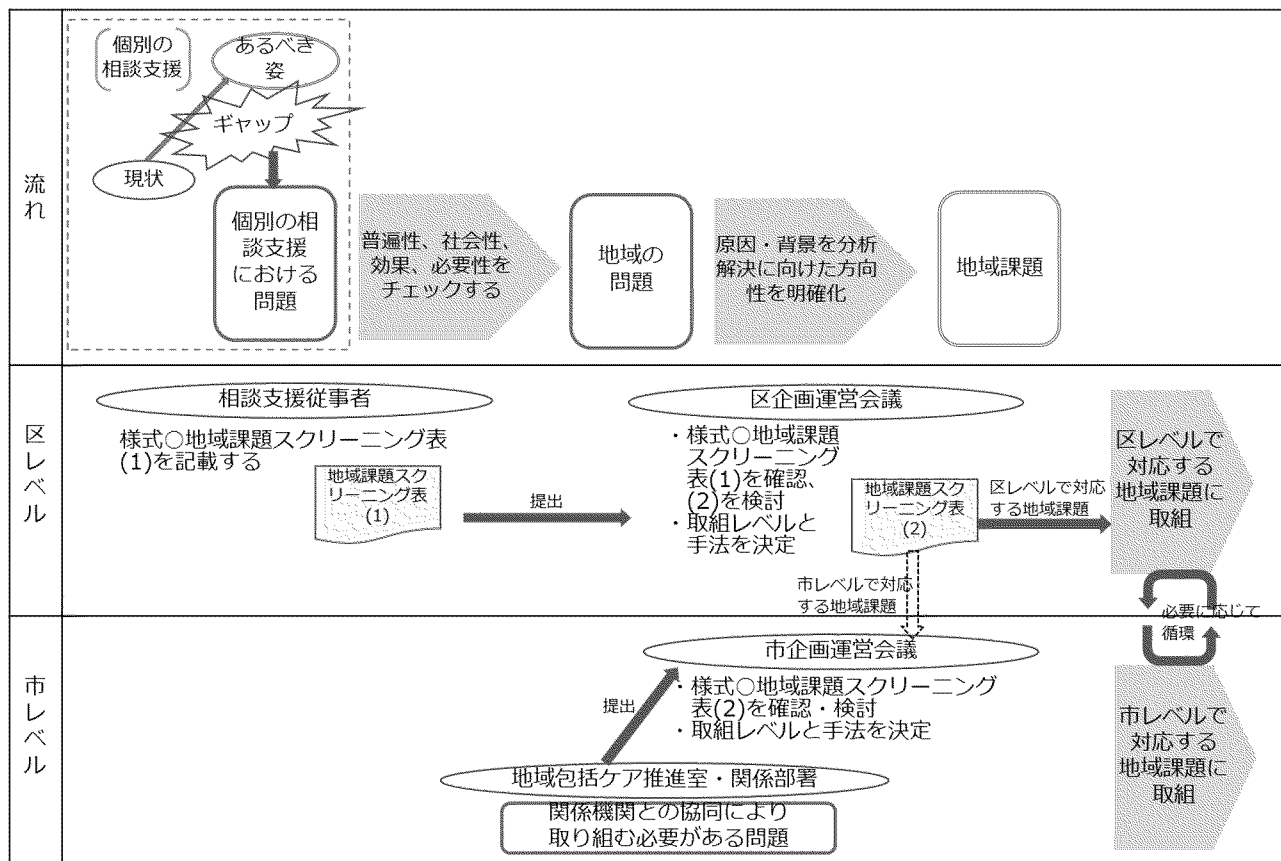 流れ
個別の
相談支援
あるべき
姿
ギャップ
現状
個別の相
談支援
における
問題
普遍性、社会性、
効果、必要性を
チェックする
地域の
問題
原因・背景を分析
解決に向けた方向
性を明確化
地域課題
区レベル
相談支援従事者
様式○地域課題スクリーニング表
(1)を記載する
地域課題スク
リーニング表
(1)
提出
区企画運営会議
・様式○地域課題
スクリーニング
表(1)を確認、
(2)を検討
・取組レベルと
手法を決定
地域課題スク
リーニング表
(2)
区レベルで対応
する地域課題
区レベルで
対応する
地域課題に
取組
市レベルで対応
する地域課題
必要に応じて
循環
市レベル
市企画運営会議
・様式○地域課題スクリーニング
表(2)を確認・検討
・取組レベルと手法を決定
提出
地域包括ケア推進室・関係部署
関係機関との協同により
取り組む必要がある問題
市レベルで
対応する
地域課題に
取組